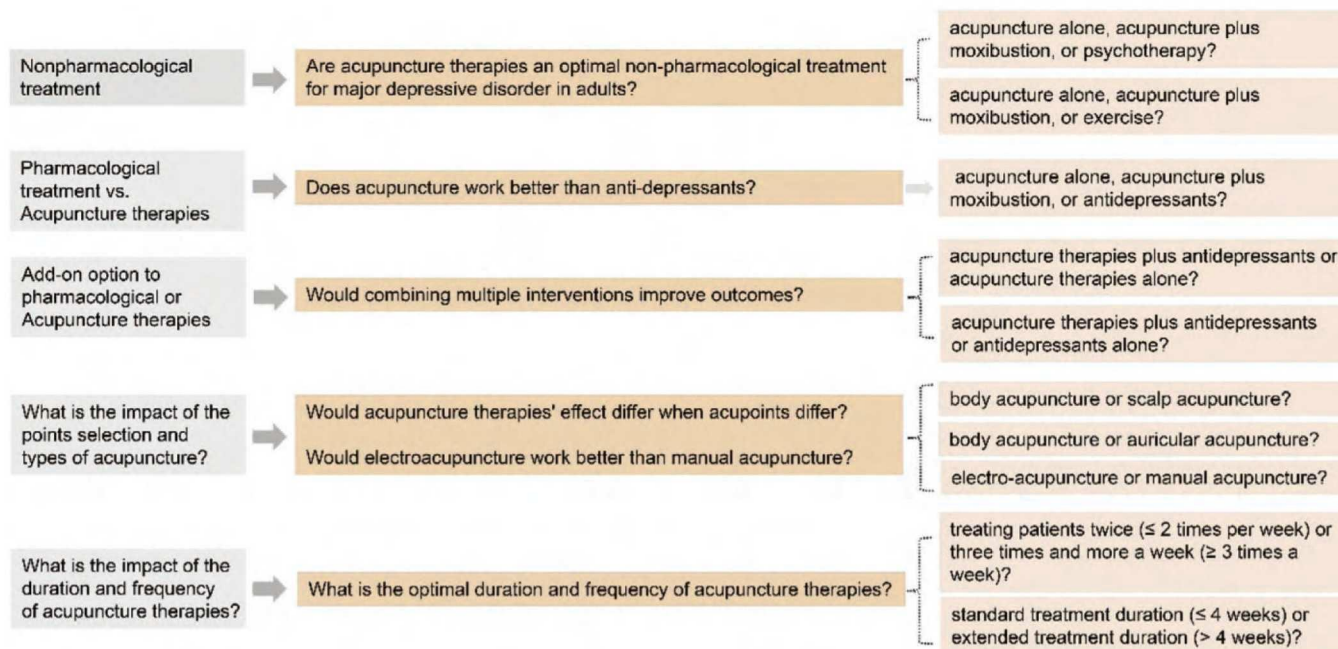 Nonpharmacological
treatment
Are acupuncture therapies an optimal non-pharmacological treatment
for major depressive disorder in adults?
acupuncture alone, acupuncture plus
moxibustion, or psychotherapy?
acupuncture alone, acupuncture plus
moxibustion, or exercise?
Pharmacological
treatment vs.
Acupuncture therapies
Does acupuncture work better than anti-depressants?
acupuncture alone, acupuncture plus
moxibustion, or antidepressants?
Add-on option to
pharmacological or
Acupuncture therapies
Would combining multiple interventions improve outcomes?
acupuncture therapies plus antidepressants or
acupuncture therapies alone?
acupuncture therapies plus antidepressants
or antidepressants alone?
What is the impact of the
points selection and
types of acupuncture?
Would acupuncture therapies' effect differ when acupoints differ?
Would electroacupuncture work better than manual acupuncture?
body acupuncture or scalp acupuncture?
body acupuncture or auricular acupuncture?
electro-acupuncture or manual acupuncture?
What is the impact of the
duration and frequency
of acupuncture therapies?
What is the optimal duration and frequency of acupuncture therapies?
treating patients twice (≤ 2 times per week) or
three times and more a week (≥ 3 times a
week)?
standard treatment duration (≤ 4 weeks) or
extended treatment duration (> 4 weeks)?